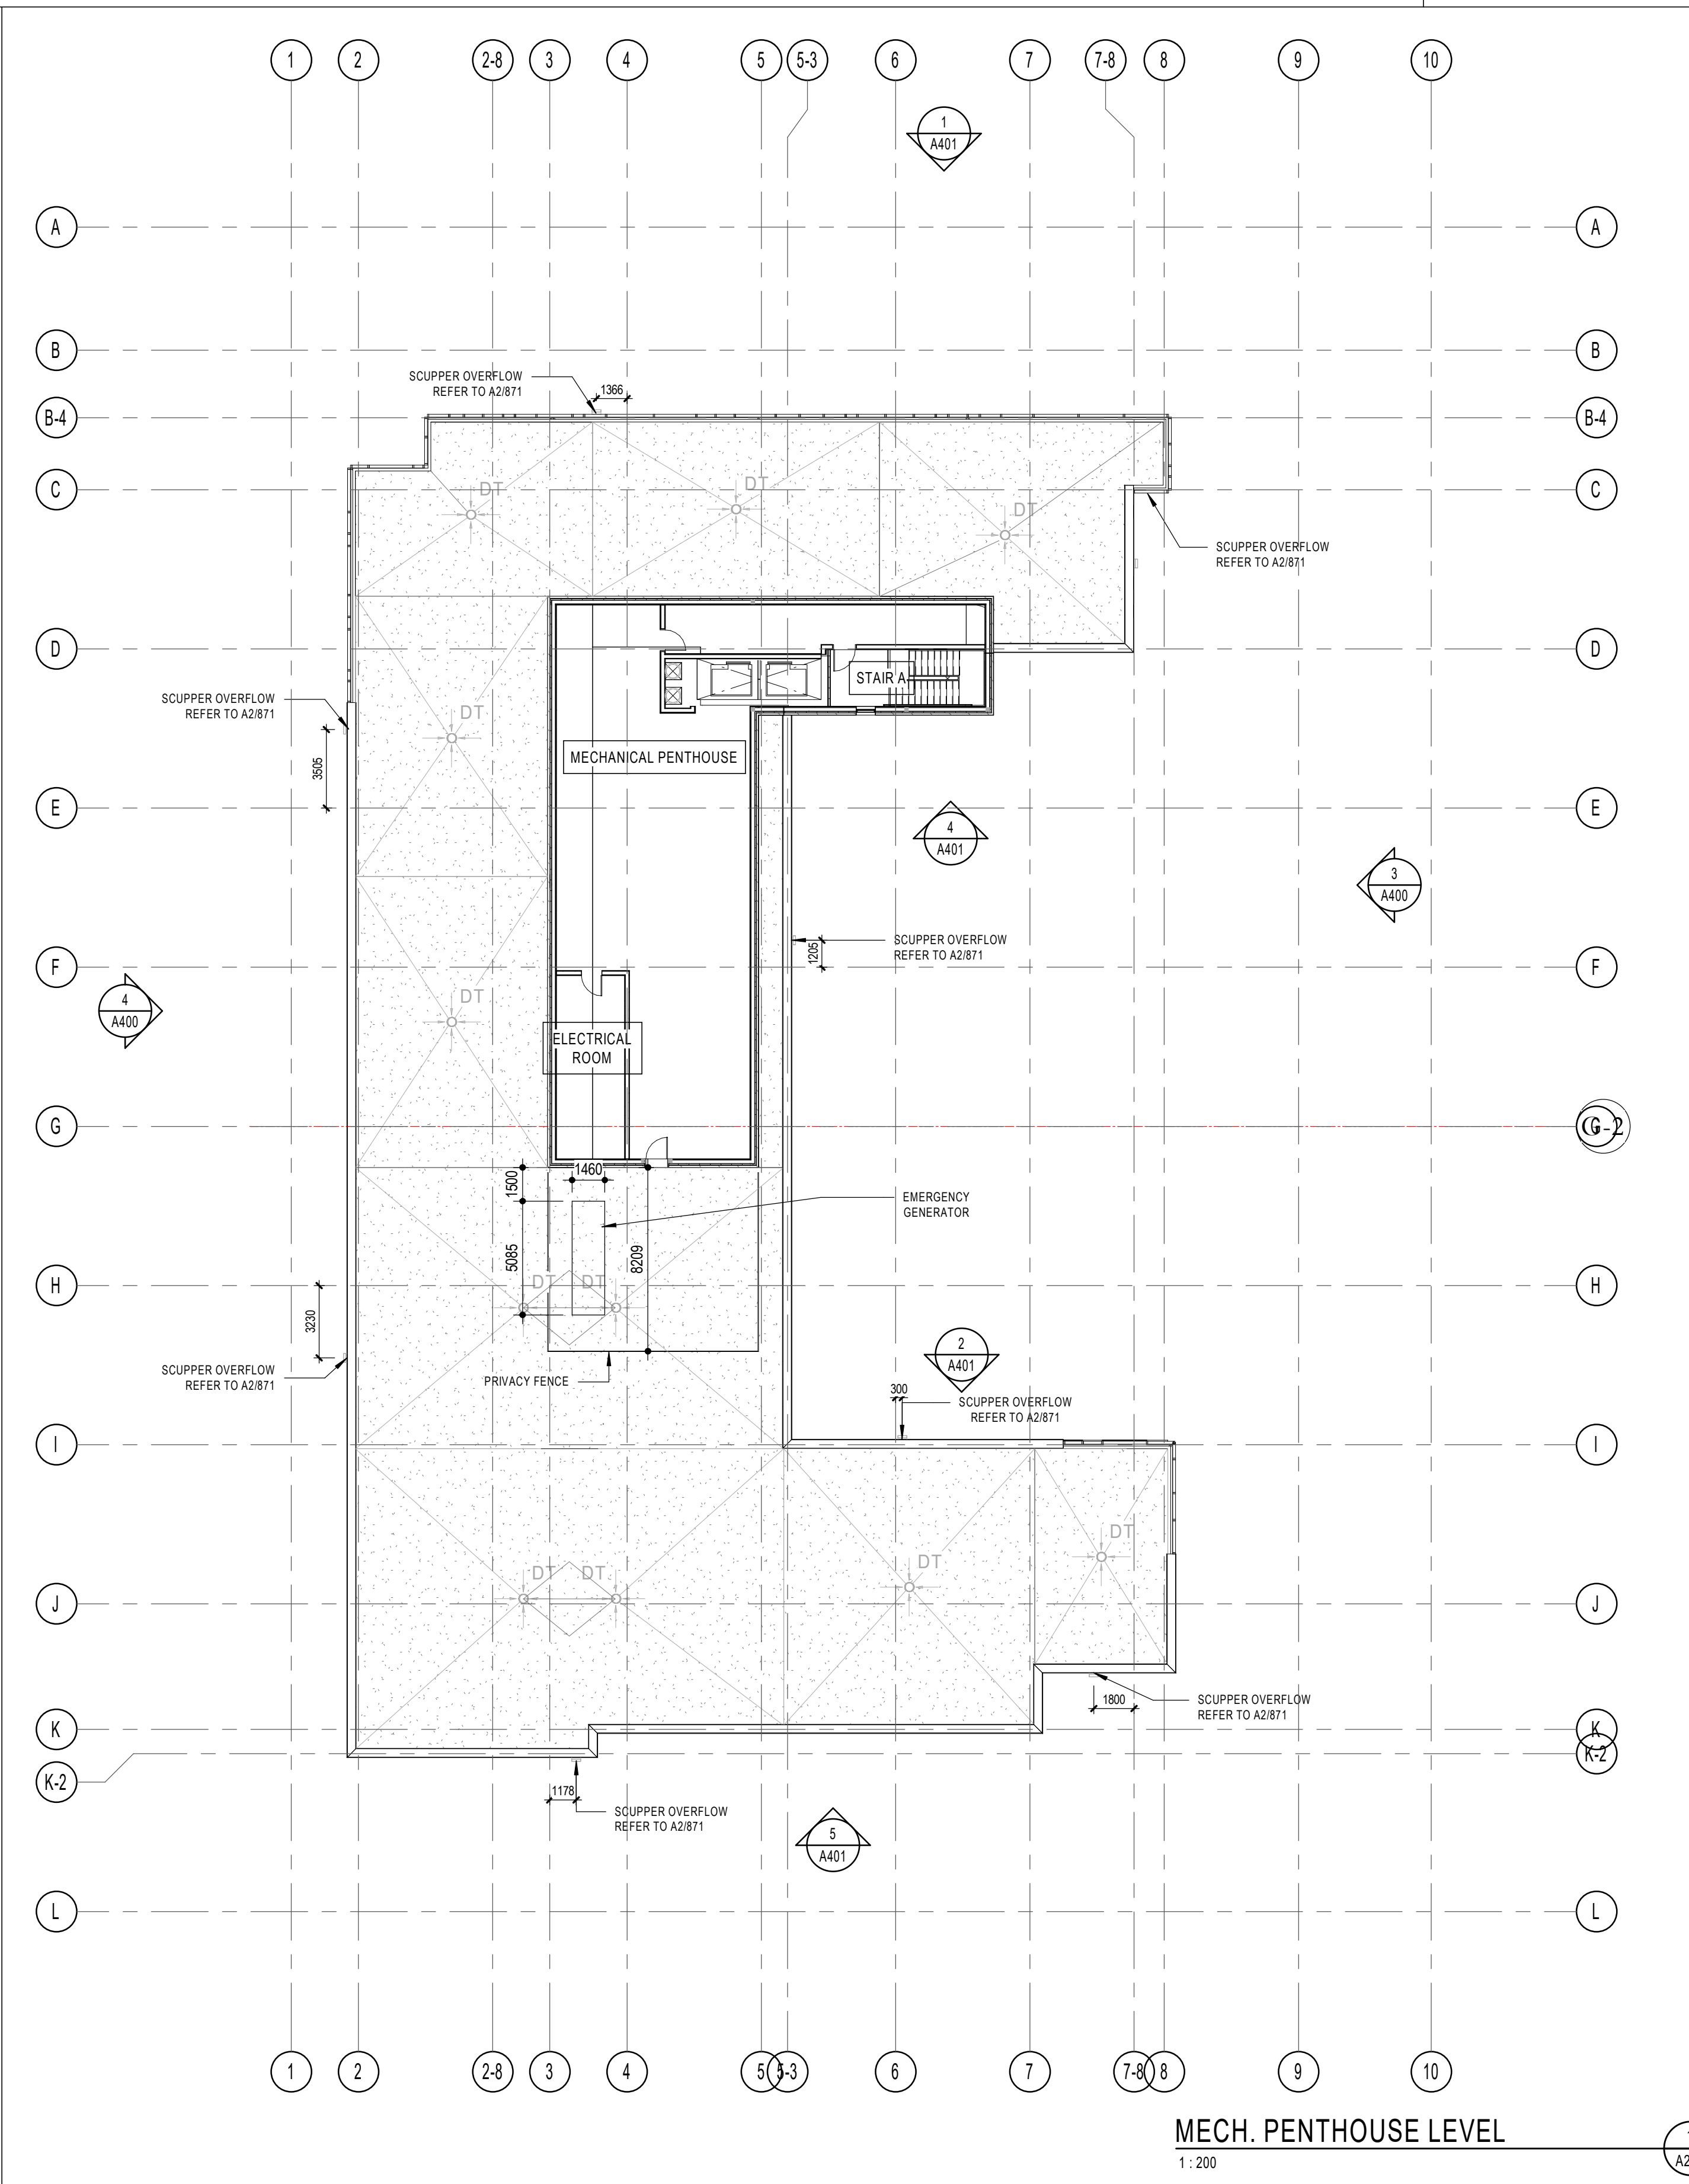 1 2 2-8 3 4 5 5-3 6 7 7-8 8 9 10
1
A401
A A
B B
SCUPPER OVERFLOW
REFER TO A2/871
1366
B-4 B-4
C C
DT DT DT
SCUPPER OVERFLOW
REFER TO A2/871
D D
STAIR A
SCUPPER OVERFLOW
REFER TO A2/871
DT
MECHANICAL PENTHOUSE
3505
E E
4
A401
3
A400
SCUPPER OVERFLOW
REFER TO A2/871
1205
F F
DT
4
A400
ELECTRICAL
ROOM
G G
G-2
1460
1500
EMERGENCY
GENERATOR
5085
8209
DT DT
H H
3230
SCUPPER OVERFLOW
REFER TO A2/871
PRIVACY FENCE
2
A401
300
SCUPPER OVERFLOW
REFER TO A2/871
I I
DT
DT DT DT
J J
1800
SCUPPER OVERFLOW
REFER TO A2/871
K K
K-2 K-2
1178
SCUPPER OVERFLOW
REFER TO A2/871
5
A401
L L
1 2 2-8 3 4 5 5-3 6 7 7-8 8 9 10
MECH. PENTHOUSE LEVEL
1 : 200